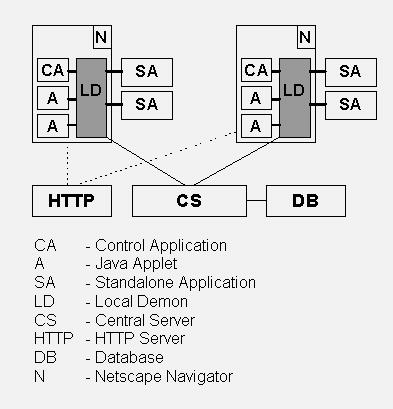 N
N
CA SA CA SA
LD LD
A SA A SA
A A
HTTP CS DB
CA - Control Application
A - Java Applet
SA - Standalone Application
LD - Local Demon
CS - Central Server
HTTP - HTTP Server
DB - Database
N - Netscape Navigator